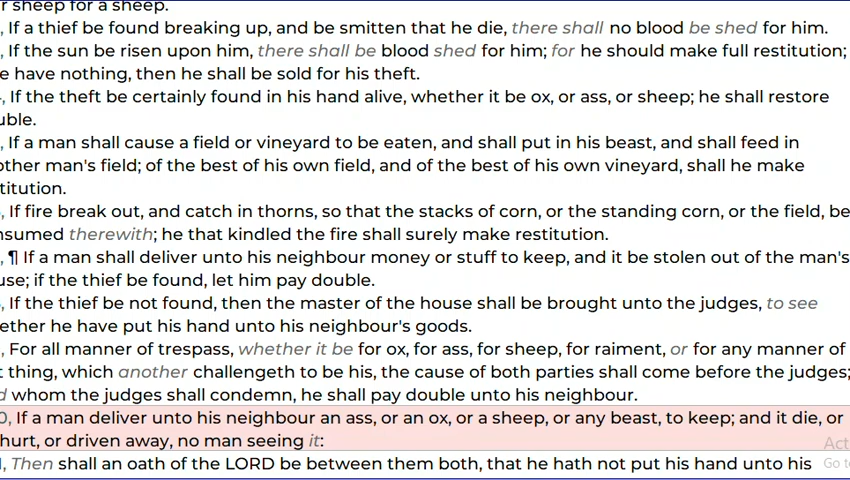 r sheep for a sheep.
, If a thief be found breaking up, and be smitten that he die, there shall no blood be shed for him.
, If the sun be risen upon him, there shall be blood shed for him; for he should make full restitution;
e have nothing, then he shall be sold for his theft.
, If the theft be certainly found in his hand alive, whether it be ox, or ass, or sheep; he shall restore
uble.
, If a man shall cause a field or vineyard to be eaten, and shall put in his beast, and shall feed in
other man's field; of the best of his own field, and of the best of his own vineyard, shall he make
titution.
, If fire break out, and catch in thorns, so that the stacks of corn, or the standing corn, or the field, be
nsumed therewith; he that kindled the fire shall surely make restitution.
, ¶ If a man shall deliver unto his neighbour money or stuff to keep, and it be stolen out of the man's
use; if the thief be found, let him pay double.
, If the thief be not found, then the master of the house shall be brought unto the judges, to see
ether he have put his hand unto his neighbour's goods.
, For all manner of trespass, whether it be for ox, for ass, for sheep, for raiment, or for any manner of
t thing, which another challengeth to be his, the cause of both parties shall come before the judges;
d whom the judges shall condemn, he shall pay double unto his neighbour.
0, If a man deliver unto his neighbour an ass, or an ox, or a sheep, or any beast, to keep; and it die, or
hurt, or driven away, no man seeing it:
, Then shall an oath of the LORD be between them both, that he hath not put his hand unto his
Act
Go to